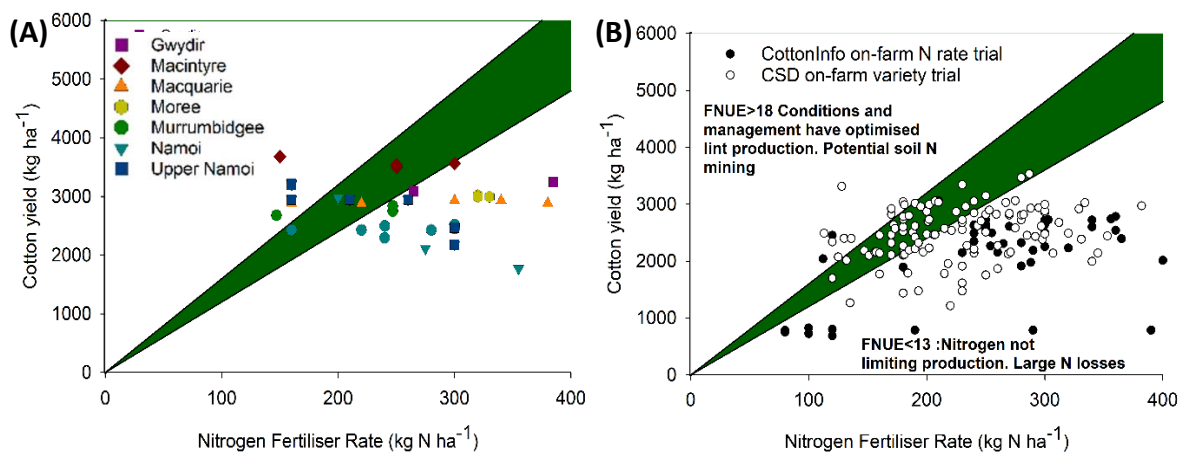 (A)
6000
5000
4000
3000
2000
1000
0
Cotton yield (kg ha⁻¹)
Gwydir
Macintyre
Macquarie
Moree
Murrumbidgee
Namoi
Upper Namoi
0 100 200 300 400
Nitrogen Fertiliser Rate (kg N ha⁻¹)
(B)
6000
5000
4000
3000
2000
1000
0
Cotton yield (kg ha⁻¹)
CottonInfo on-farm N rate trial
CSD on-farm variety trial
FNUE>18 Conditions and
management have optimised
lint production. Potential soil N
mining
FNUE<13 :Nitrogen not
limiting production. Large N losses
0 100 200 300 400
Nitrogen Fertiliser Rate (kg N ha⁻¹)